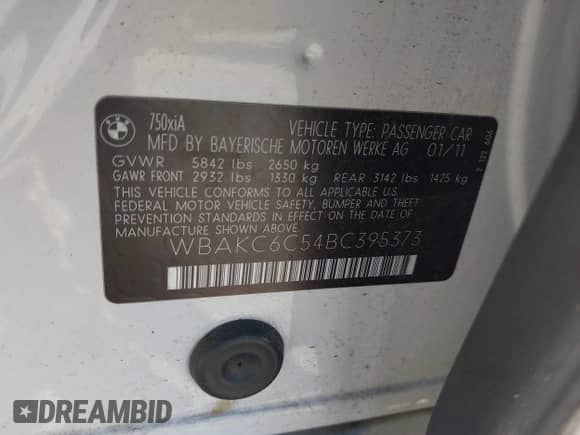 750xiA VEHICLE TYPE: PASSENGER CAR
MFD BY BAYERISCHE MOTOREN WERKE AG 01/11
GVWR 5842 lbs 2650 kg
GAWR FRONT 2932 lbs 1330 kg REAR 3142 lbs 1425 kg
THIS VEHICLE CONFORMS TO ALL APPLICABLE U.S.
FEDERAL MOTOR VEHICLE SAFETY, BUMPER AND THEFT
PREVENTION STANDARDS IN EFFECT ON THE DATE OF
MANUFACTURE SHOWN ABOVE.
WBAKC6C54BC395373
DREAMBID